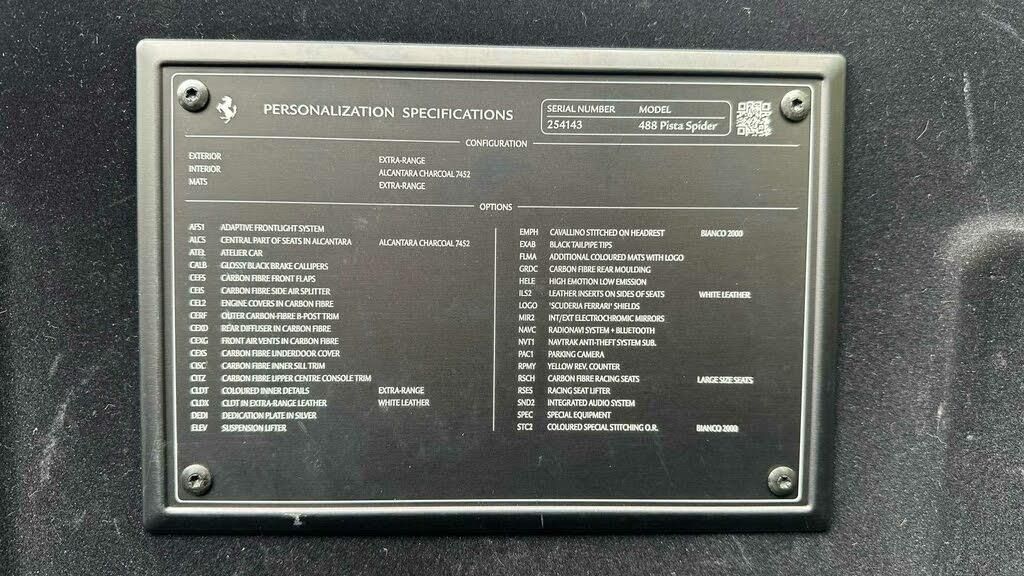 PERSONALIZATION SPECIFICATIONS
SERIAL NUMBER MODEL
254143 488 Pista Spider
CONFIGURATION
EXTERIOR EXTRA-RANGE
INTERIOR ALCANTARA CHARCOAL 7452
MATS EXTRA-RANGE
OPTIONS
AFS1 ADAPTIVE FRONTLIGHT SYSTEM
ALCS CENTRAL PART OF SEATS IN ALCANTARA ALCANTARA CHARCOAL 7452
ATEL ATELIER CAR
CALB GLOSSY BLACK BRAKE CALLIPERS
CEFS CARBON FIBRE FRONT FLAPS
CEIS CARBON FIBRE SIDE AIR SPLITTER
CEL2 ENGINE COVERS IN CARBON FIBRE
CERF OUTER CARBON-FIBRE B-POST TRIM
CEXD REAR DIFFUSER IN CARBON FIBRE
CEXG FRONT AIR VENTS IN CARBON FIBRE
CEXS CARBON FIBRE UNDERDOOR COVER
CISC CARBON FIBRE INNER SILL TRIM
CITZ CARBON FIBRE UPPER CENTRE CONSOLE TRIM
CLDT COLOURED INNER DETAILS EXTRA-RANGE
CLDX CLDT IN EXTRA-RANGE LEATHER WHITE LEATHER
DEDI DEDICATION PLATE IN SILVER
ELEV SUSPENSION LIFTER
EMPH CAVALLINO STITCHED ON HEADREST BIANCO 2000
EXAB BLACK TAILPIPE TIPS
FLMA ADDITIONAL COLOURED MATS WITH LOGO
GRDC CARBON FIBRE REAR MOULDING
HELE HIGH EMOTION LOW EMISSION
ILS2 LEATHER INSERTS ON SIDES OF SEATS WHITE LEATHER
LOGO 'SCUDERIA FERRARI' SHIELDS
MIR2 INT/EXT ELECTROCHROMIC MIRRORS
NAVC RADIONAVI SYSTEM + BLUETOOTH
NVT1 NAVTRAK ANTI-THEFT SYSTEM SUB.
PAC1 PARKING CAMERA
RPMY YELLOW REV. COUNTER
RSCH CARBON FIBRE RACING SEATS LARGE SIZE SEATS
RSES RACING SEAT LIFTER
SND2 INTEGRATED AUDIO SYSTEM
SPEC SPECIAL EQUIPMENT
STC2 COLOURED SPECIAL STITCHING O.R. BIANCO 2000